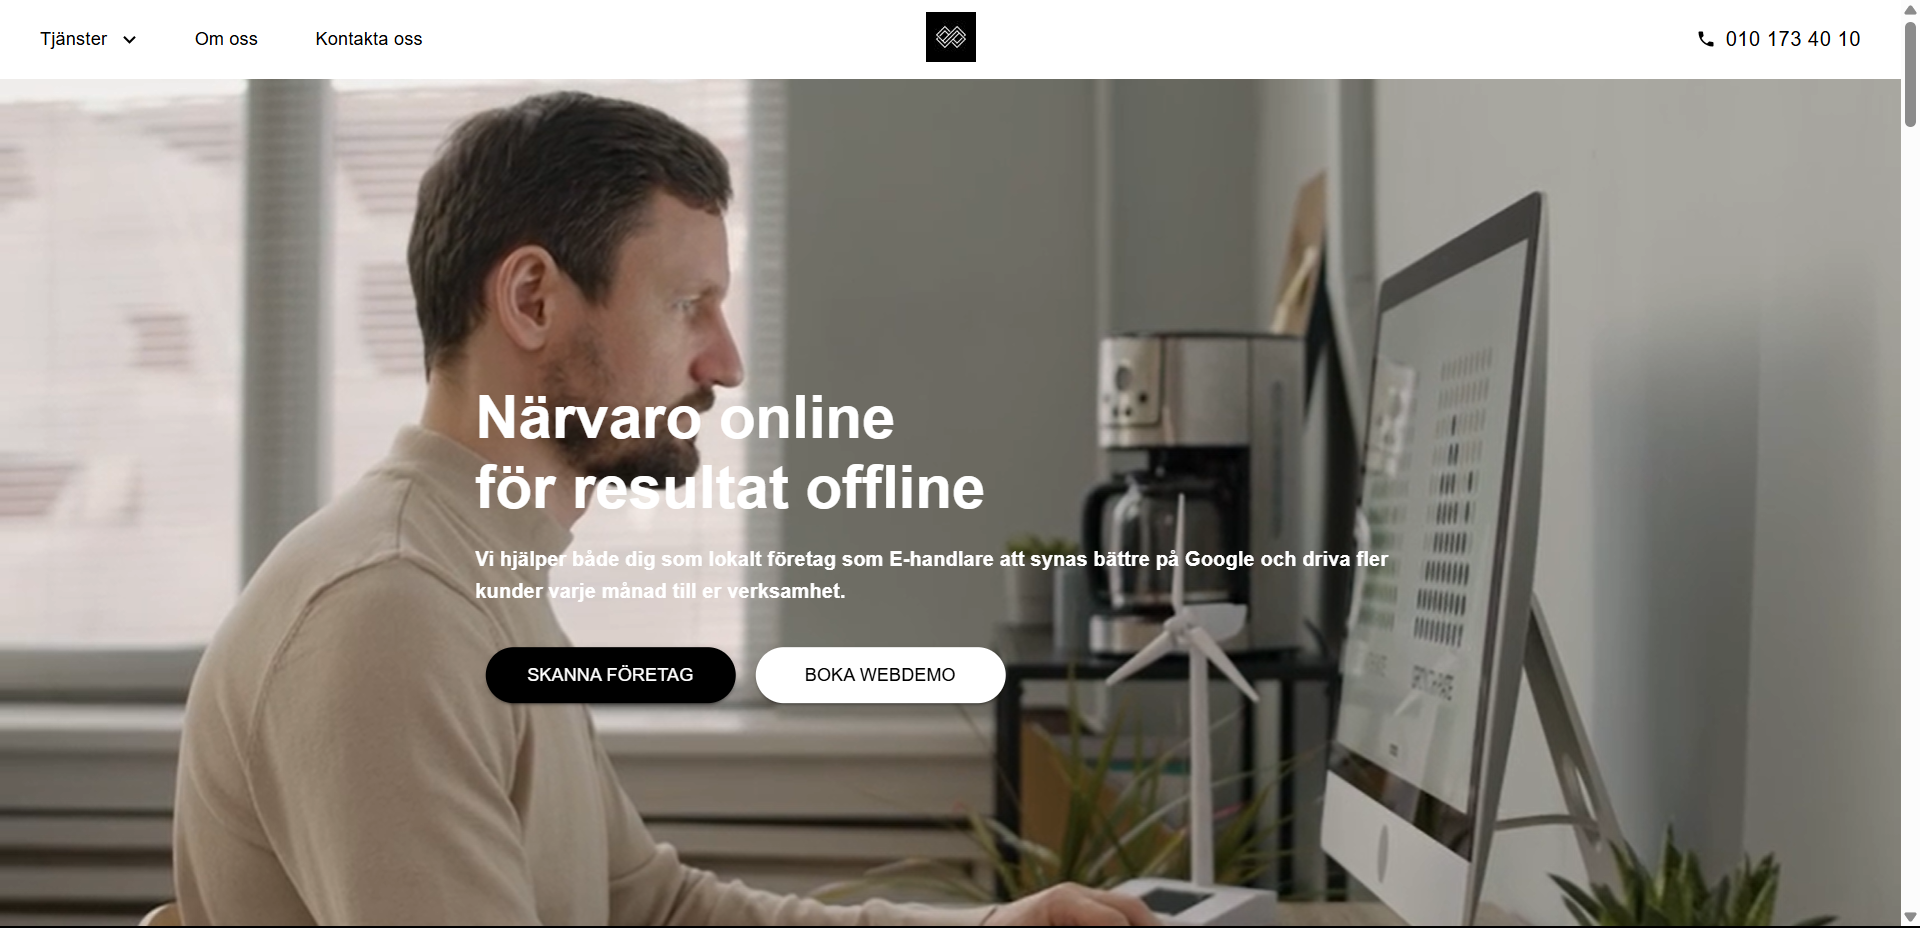 Tjänster
Om oss
Kontakta oss
010 173 40 10
Närvaro online
för resultat offline
Vi hjälper både dig som lokalt företag som E-handlare att synas bättre på Google och driva fler
kunder varje månad till er verksamhet.
SKANNA FÖRETAG
BOKA WEBDEMO